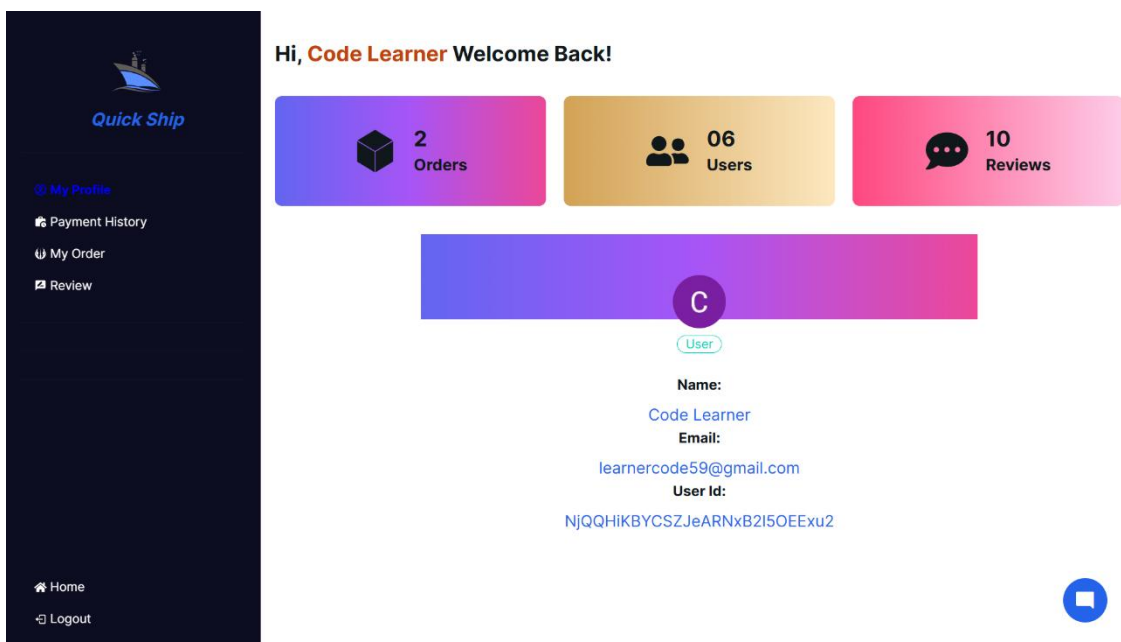 Quick Ship
My Profile
Payment History
My Order
Review
Home
Logout
Hi, Code Learner Welcome Back!
2
Orders
06
Users
10
Reviews
C
User
Name:
Code Learner
Email:
learnercode59@gmail.com
User Id:
NjQQHiKBYCSZJeARNxB2I5OEExu2